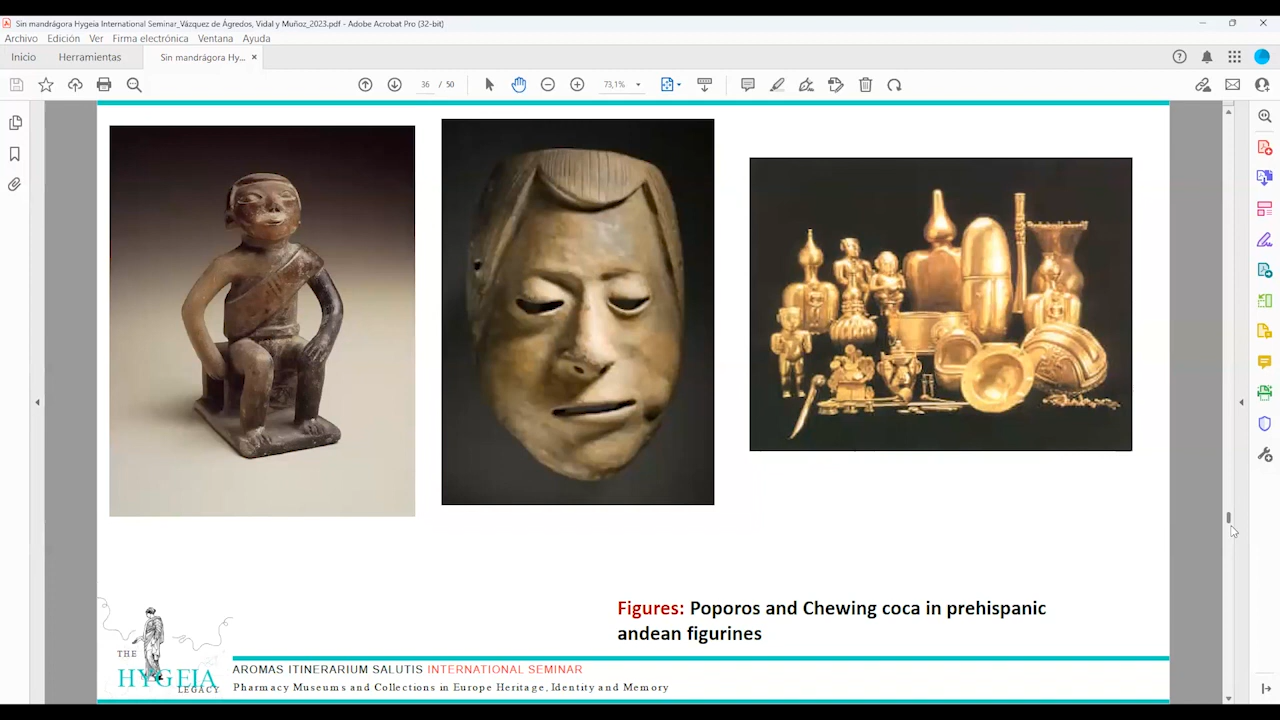 Sin mandrágora Hygeia International Seminar_Vázquez de Ágredos, Vidal y Muñoz_2023.pdf - Adobe Acrobat Pro (32-bit)
Archivo Edición Ver Firma electrónica Ventana Ayuda
Inicio Herramientas Sin mandrágora Hy...
36 / 50 73,1%
Figures: Poporos and Chewing coca in prehispanic
andean figurines
THE
HYGEIA
LEGACY
AROMAS ITINERARIUM SALUTIS INTERNATIONAL SEMINAR
Pharmacy Museums and Collections in Europe Heritage, Identity and Memory